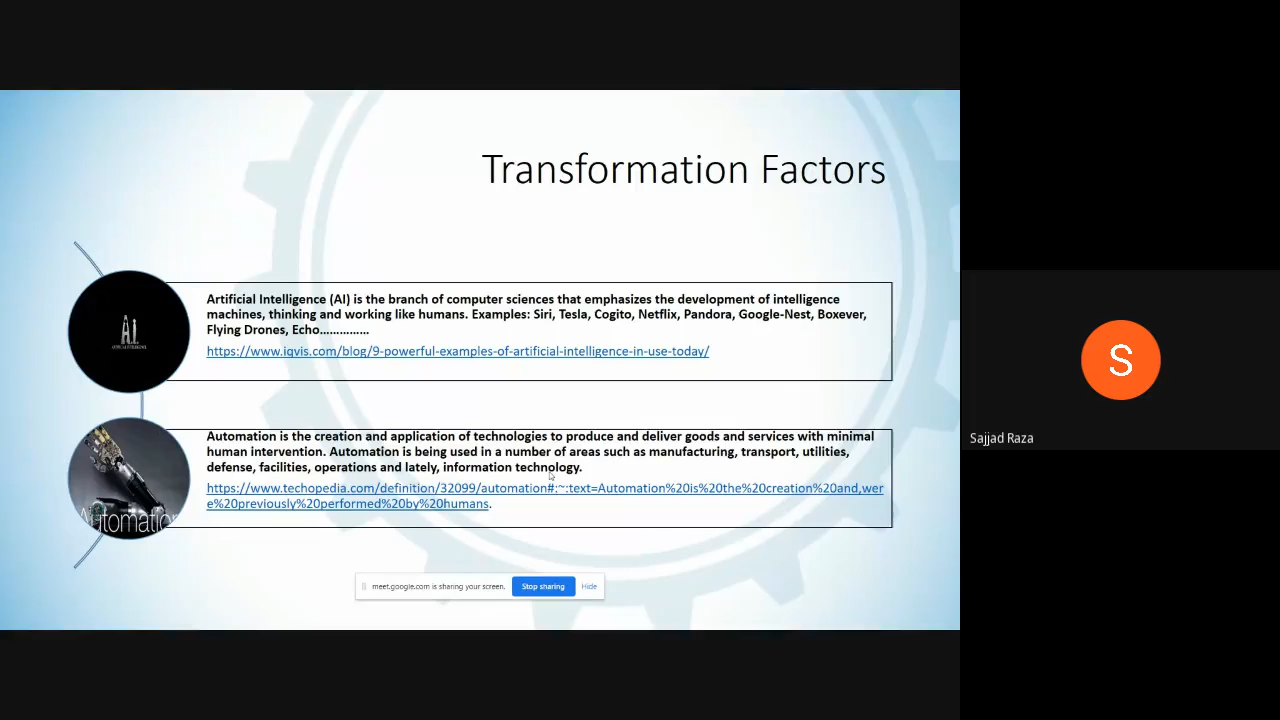 Transformation Factors
Artificial Intelligence (AI) is the branch of computer sciences that emphasizes the development of intelligence
machines, thinking and working like humans. Examples: Siri, Tesla, Cogito, Netflix, Pandora, Google-Nest, Boxever,
Flying Drones, Echo……………
https://www.iqvis.com/blog/9-powerful-examples-of-artificial-intelligence-in-use-today/
A.I.
ARTIFICIAL INTELLIGENCE
Automation is the creation and application of technologies to produce and deliver goods and services with minimal
human intervention. Automation is being used in a number of areas such as manufacturing, transport, utilities,
defense, facilities, operations and lately, information technology.
https://www.techopedia.com/definition/32099/automation#:~:text=Automation%20is%20the%20creation%20and,wer
e%20previously%20performed%20by%20humans.
Automation
meet.google.com is sharing your screen. Stop sharing Hide
S
Sajjad Raza